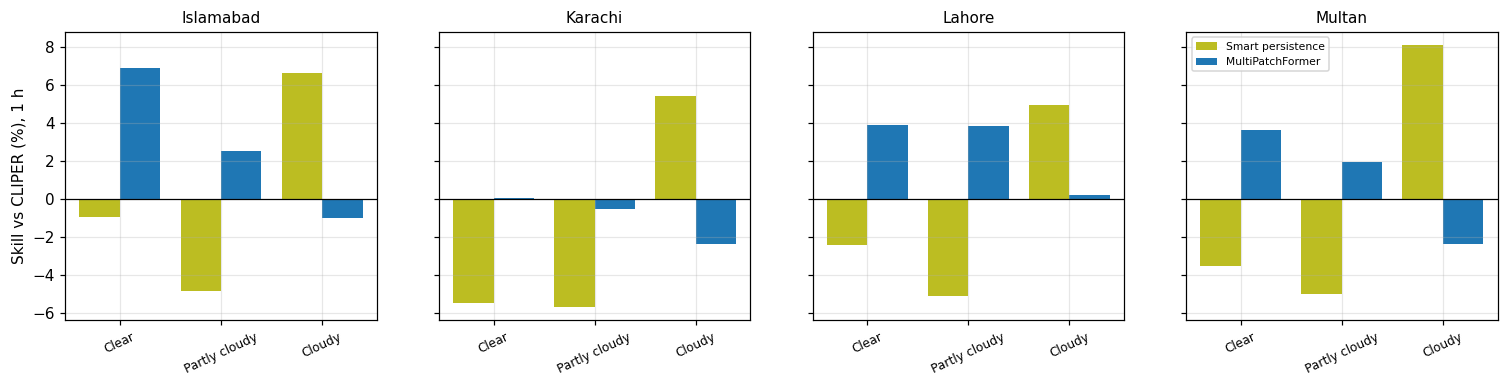 Islamabad
Karachi
Lahore
Multan
Skill vs CLIPER (%), 1 h
8
6
4
2
0
−2
−4
−6
Smart persistence
MultiPatchFormer
Clear
Partly cloudy
Cloudy
Clear
Partly cloudy
Cloudy
Clear
Partly cloudy
Cloudy
Clear
Partly cloudy
Cloudy